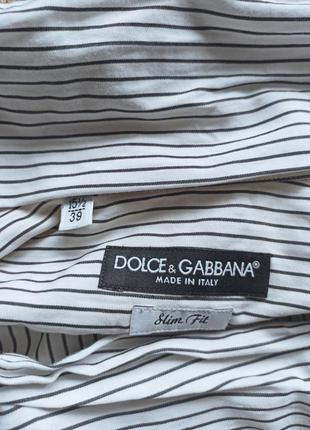 15½
39
DOLCE & GABBANA®
MADE IN ITALY
Slim Fit